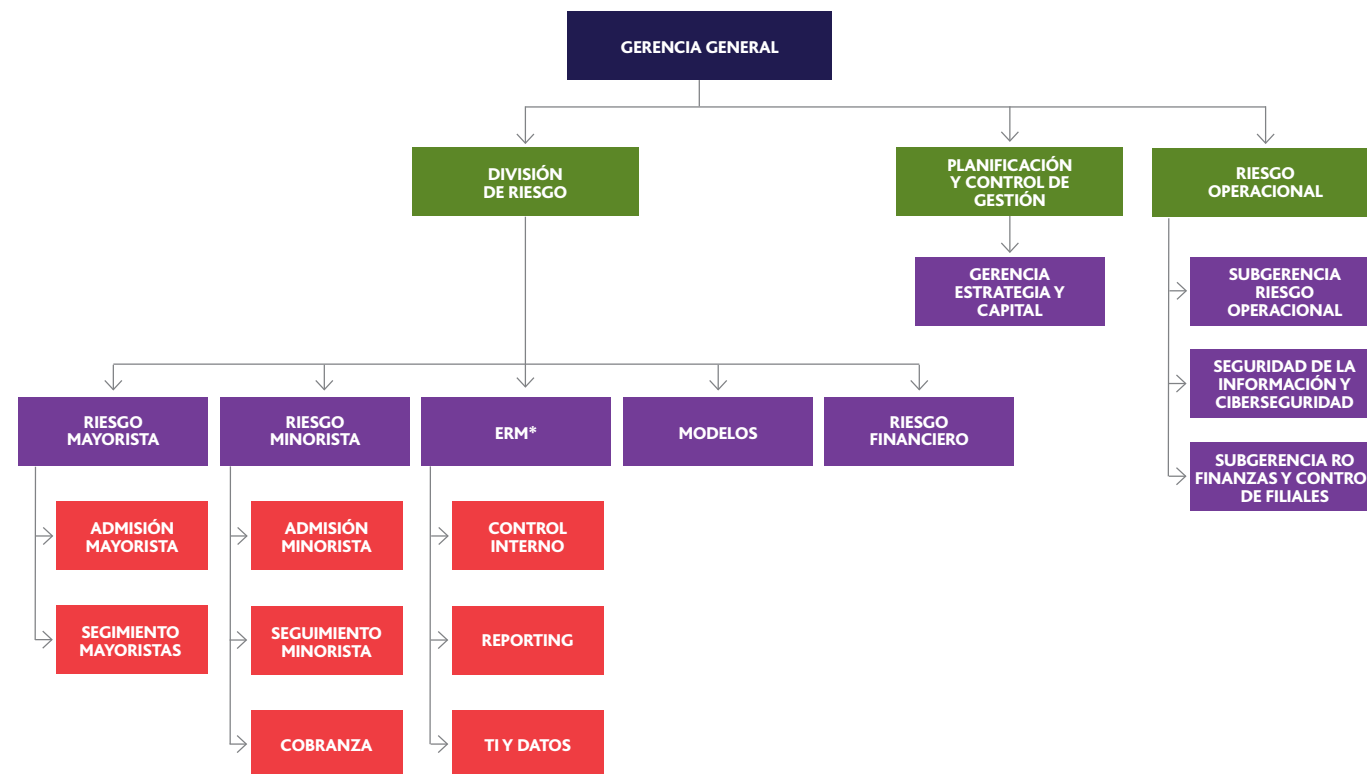 GERENCIA GENERAL
DIVISIÓN
DE RIESGO
PLANIFICACIÓN
Y CONTROL DE
GESTIÓN
RIESGO
OPERACIONAL
GERENCIA
ESTRATEGIA Y
CAPITAL
SUBGERENCIA
RIESGO
OPERACIONAL
SEGURIDAD DE LA
INFORMACIÓN Y
CIBERSEGURIDAD
SUBGERENCIA RO
FINANZAS Y CONTRO
DE FILIALES
RIESGO
MAYORISTA
RIESGO
MINORISTA
ERM*
MODELOS
RIESGO
FINANCIERO
ADMISIÓN
MAYORISTA
ADMISIÓN
MINORISTA
CONTROL
INTERNO
SEGIMIENTO
MAYORISTAS
SEGUIMIENTO
MINORISTA
REPORTING
COBRANZA
TI Y DATOS